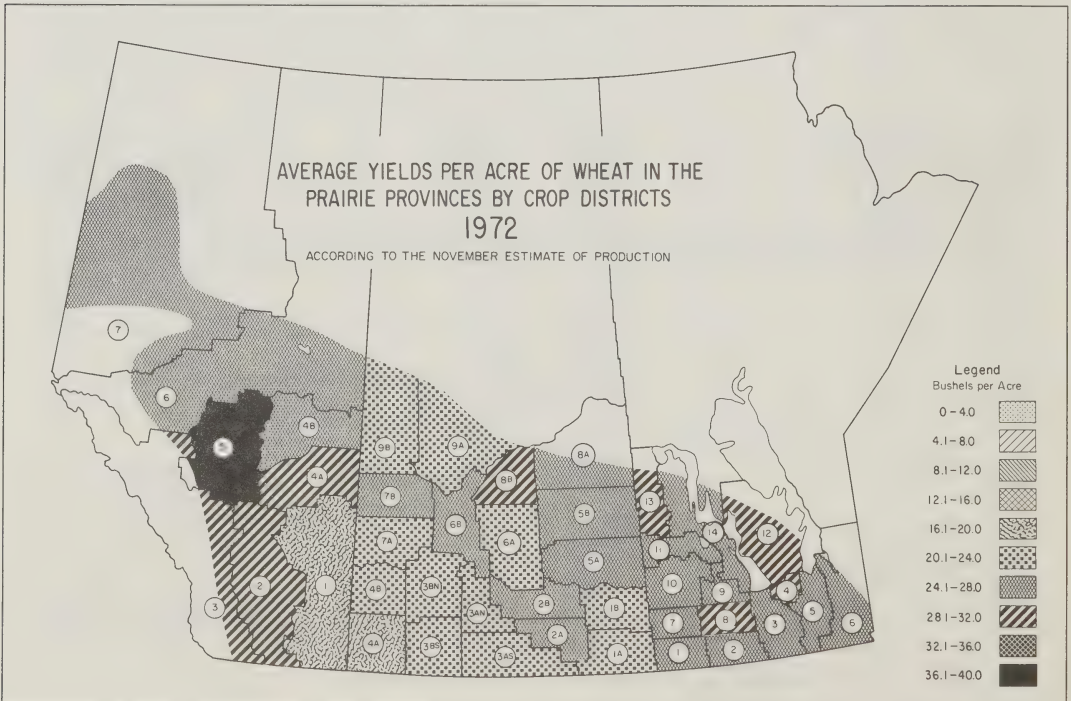 AVERAGE YIELDS PER ACRE OF WHEAT IN THE
PRAIRIE PROVINCES BY CROP DISTRICTS
1972
ACCORDING TO THE NOVEMBER ESTIMATE OF PRODUCTION
7
6
4B
9B
9A
8A
4A
8B
7B
13
5B
6B
14
12
7A
6A
11
5A
3
2
1
4B
3BN
10
9
4
3AN
2B
1B
7
8
3
5
6
4A
3BS
2A
3AS
1A
1
2
Legend
Bushels per Acre
0-4.0
4.1-8.0
8.1-12.0
12.1-16.0
16.1-20.0
20.1-24.0
24.1-28.0
28.1-32.0
32.1-36.0
36.1-40.0